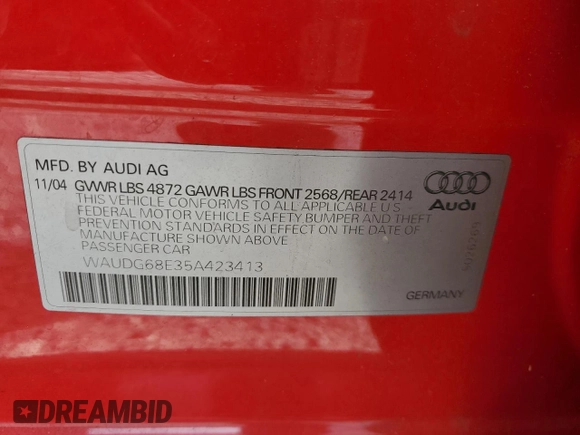 MFD. BY AUDI AG
11/04 GVWR LBS 4872 GAWR LBS FRONT 2568/REAR 2414
THIS VEHICLE CONFORMS TO ALL APPLICABLE U S
FEDERAL MOTOR VEHICLE SAFETY BUMPER AND THEFT
PREVENTION STANDARDS IN EFFECT ON THE DATE OF
MANUFACTURE SHOWN ABOVE
PASSENGER CAR
WAUDG68E35A423413
Audi
GERMANY
DREAMBID